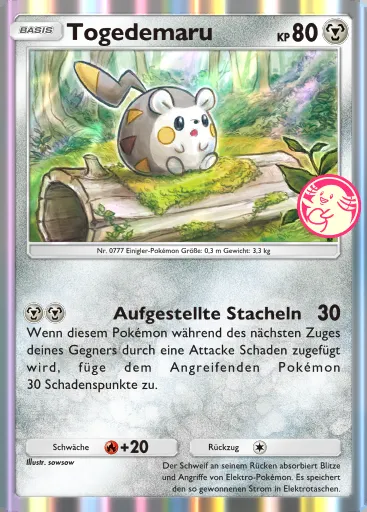 BASIS Togedemaru KP 80
Nr. 0777 Einigler-Pokémon Größe: 0,3 m Gewicht: 3,3 kg
Aufgestellte Stacheln 30
Wenn diesem Pokémon während des nächsten Zuges
deines Gegners durch eine Attacke Schaden zugefügt
wird, füge dem Angreifenden Pokémon
30 Schadenspunkte zu.
Schwäche +20 Rückzug
Illustr. sowsow
Der Schweif an seinem Rücken absorbiert Blitze
und Angriffe von Elektro-Pokémon. Es speichert
den so gewonnenen Strom in Elektrotaschen.